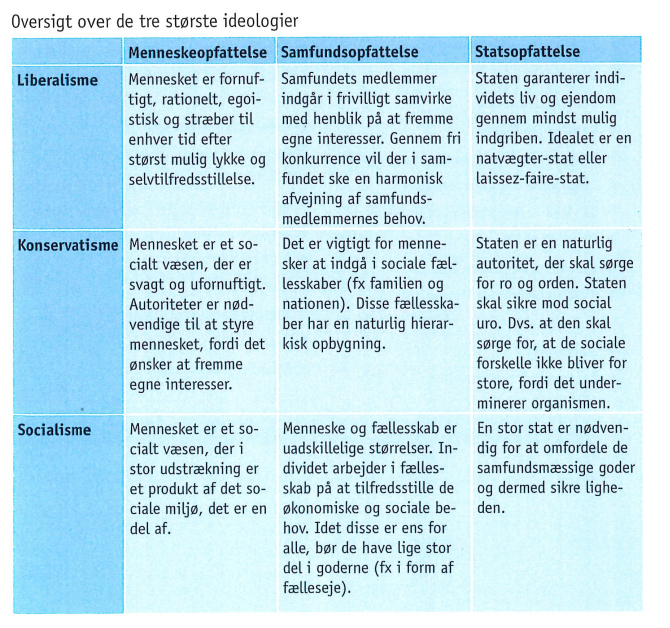 Oversigt over de tre største ideologier
Menneskeopfattelse
Samfundsopfattelse
Statsopfattelse
Liberalisme
Mennesket er fornuf-
tigt, rationelt, egoi-
stisk og stræber til
enhver tid efter
størst mulig lykke og
selvtilfredsstillelse.
Samfundets medlemmer
indgår i frivilligt samvirke
med henblik på at fremme
egne interesser. Gennem fri
konkurrence vil der i sam-
fundet ske en harmonisk
afvejning af samfunds-
medlemmernes behov.
Staten garanterer indi-
videts liv og ejendom
gennem mindst mulig
indgriben. Idealet er en
natvægter-stat eller
laissez-faire-stat.
Konservatisme
Mennesket er et so-
cialt væsen, der er
svagt og ufornuftigt.
Autoriteter er nød-
vendige til at styre
mennesket, fordi det
ønsker at fremme
egne interesser.
Det er vigtigt for menne-
sker at indgå i sociale fæl-
lesskaber (fx familien og
nationen). Disse fællesska-
ber har en naturlig hierar-
kisk opbygning.
Staten er en naturlig
autoritet, der skal sørge
for ro og orden. Staten
skal sikre mod social
uro. Dvs. at den skal
sørge for, at de sociale
forskelle ikke bliver for
store, fordi det under-
minerer organismen.
Socialisme
Mennesket er et so-
cialt væsen, der i
stor udstrækning er
et produkt af det so-
ciale miljø, det er en
del af.
Menneske og fællesskab er
uadskillelige størrelser. In-
dividet arbejder i fælles-
skab på at tilfredsstille de
økonomiske og sociale be-
hov. Idet disse er ens for
alle, bør de have lige stor
del i goderne (fx i form af
fælleseje).
En stor stat er nødven-
dig for at omfordele de
samfundsmæssige goder
og dermed sikre lighe-
den.